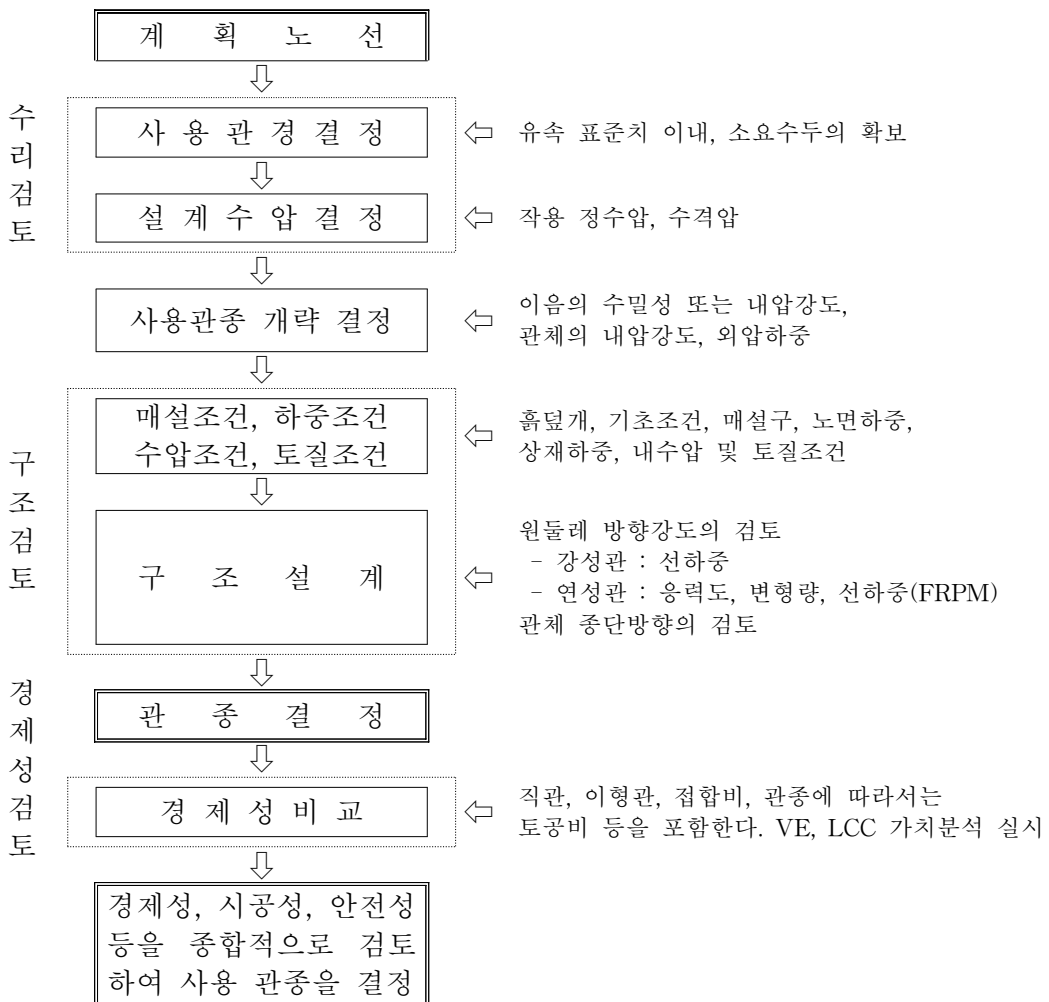 계 획 노 선
수리검토
사 용 관 경 결 정
유속 표준치 이내, 소요수두의 확보
설 계 수 압 결 정
작용 정수압, 수격압
사용관종 개략 결정
이음의 수밀성 또는 내압강도,
관체의 내압강도, 외압하중
구조검토
매설조건, 하중조건
수압조건, 토질조건
흙덮개, 기초조건, 매설구, 노면하중,
상재하중, 내수압 및 토질조건
구 조 설 계
원둘레 방향강도의 검토
- 강성관 : 선하중
- 연성관 : 응력도, 변형량, 선하중(FRPM)
관체 종단방향의 검토
경제성검토
관 종 결 정
경 제 성 비 교
직관, 이형관, 접합비, 관종에 따라서는
토공비 등을 포함한다. VE, LCC 가치분석 실시
경제성, 시공성, 안전성
등을 종합적으로 검토
하여 사용 관종을 결정